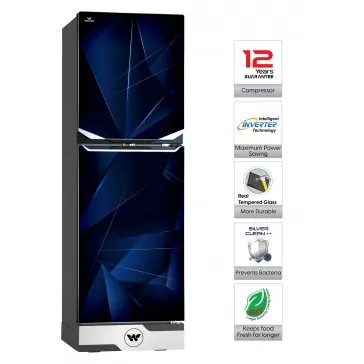 WALTON
12
Years
GUARANTEE
Compressor
Intelligent
INVERTER
Technology
Maximum Power
Saving
Real
Tempered Glass
More Durable
SILVER
CLEAN ++
Prevents Bacteria
Keeps food
Fresh for longer